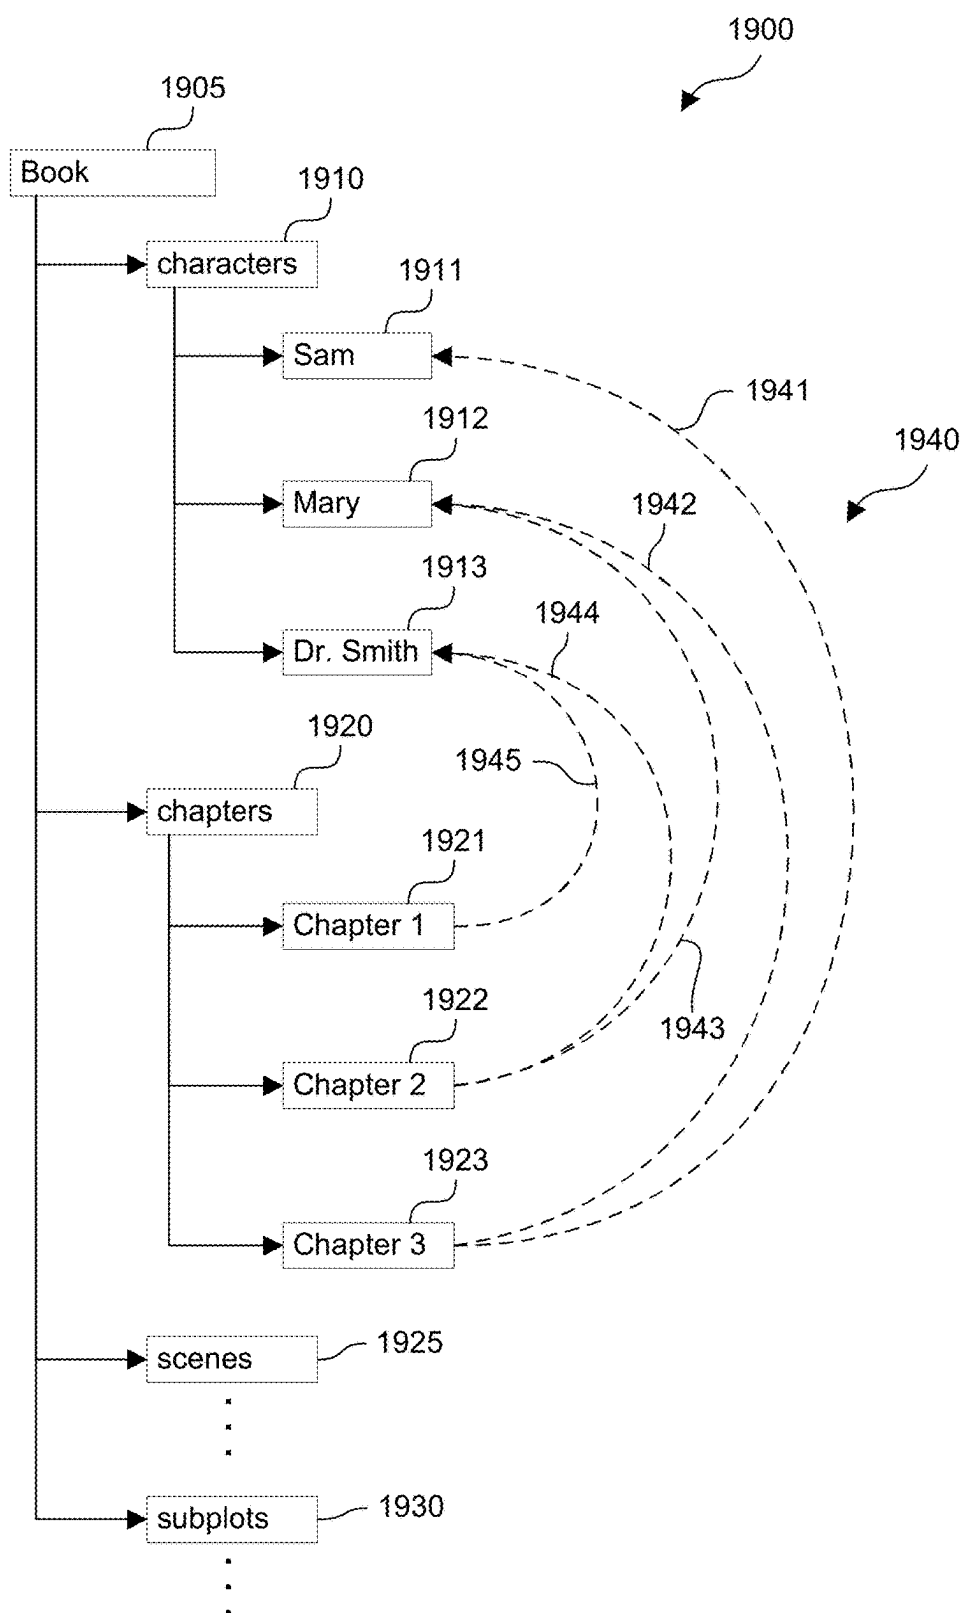 1900
1905
Book
1910
characters
1911
Sam
1941
1912
1940
Mary
1942
1913
1944
Dr. Smith
1920
1945
chapters
1921
Chapter 1
1922
1943
Chapter 2
1923
Chapter 3
scenes
1925
subplots
1930